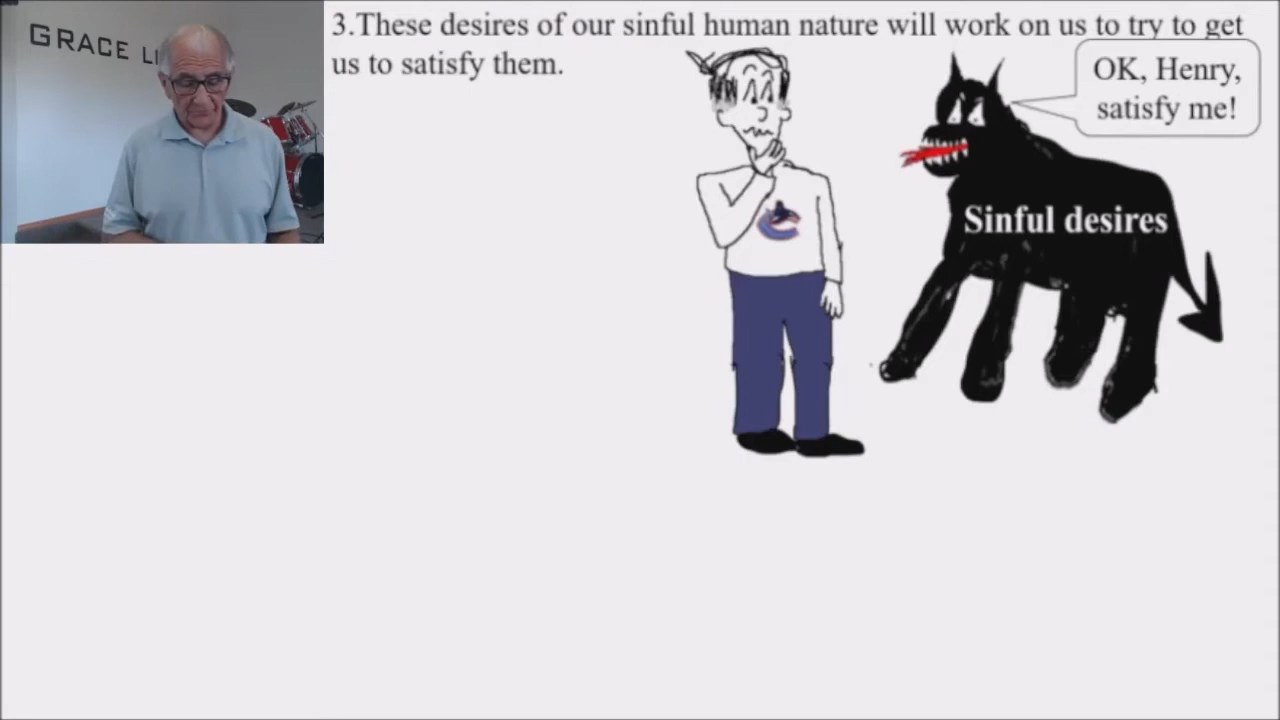 GRACE LI
3.These desires of our sinful human nature will work on us to try to get
us to satisfy them.
OK, Henry,
satisfy me!
Sinful desires